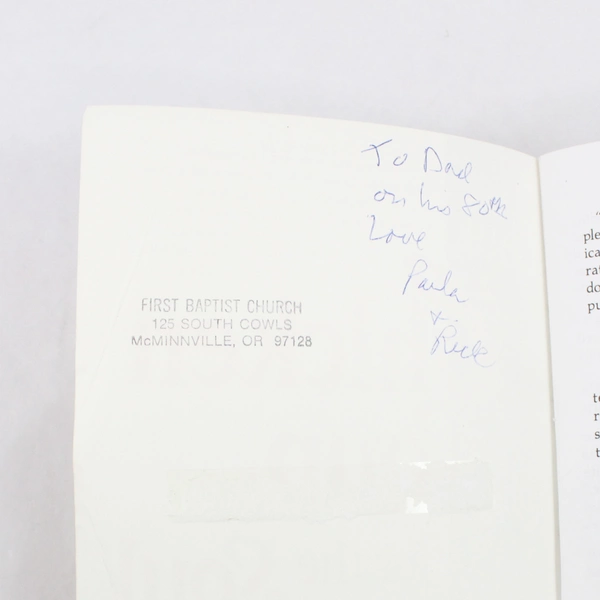 To Dad
on his 80th
Love
Paula
+
Rick
FIRST BAPTIST CHURCH
125 SOUTH COWLS
McMINNVILLE, OR 97128